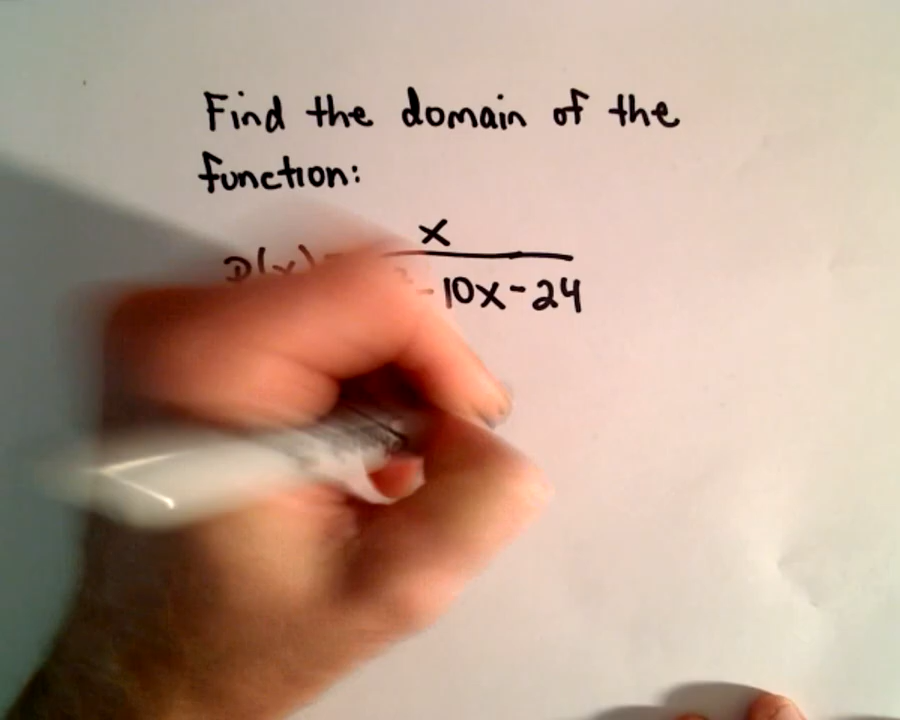 Find the domain of the
function:
x
-10x-24